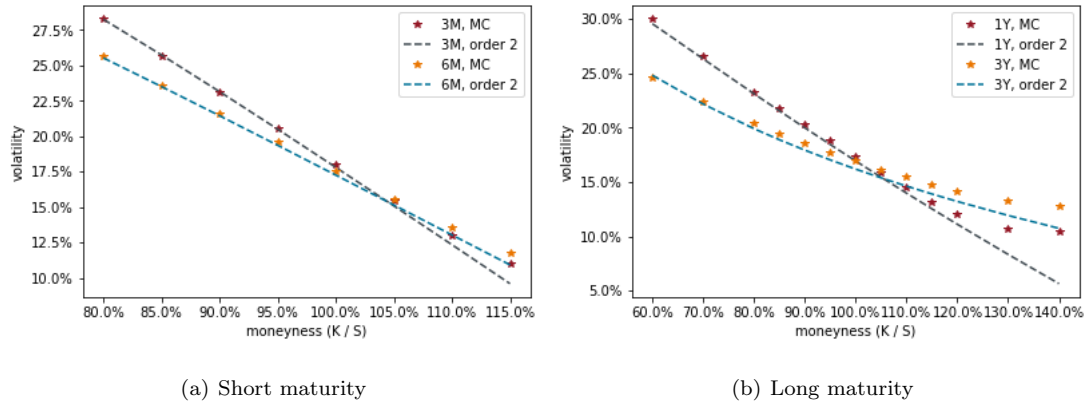 27.5%
25.0%
22.5%
20.0%
17.5%
15.0%
12.5%
10.0%
volatility
3M, MC
3M, order 2
6M, MC
6M, order 2
80.0% 85.0% 90.0% 95.0% 100.0% 105.0% 110.0% 115.0%
moneyness (K / S)
(a) Short maturity
30.0%
25.0%
20.0%
15.0%
10.0%
5.0%
volatility
1Y, MC
1Y, order 2
3Y, MC
3Y, order 2
60.0% 70.0% 80.0% 90.0% 100.0% 110.0% 120.0% 130.0% 140.0%
moneyness (K / S)
(b) Long maturity